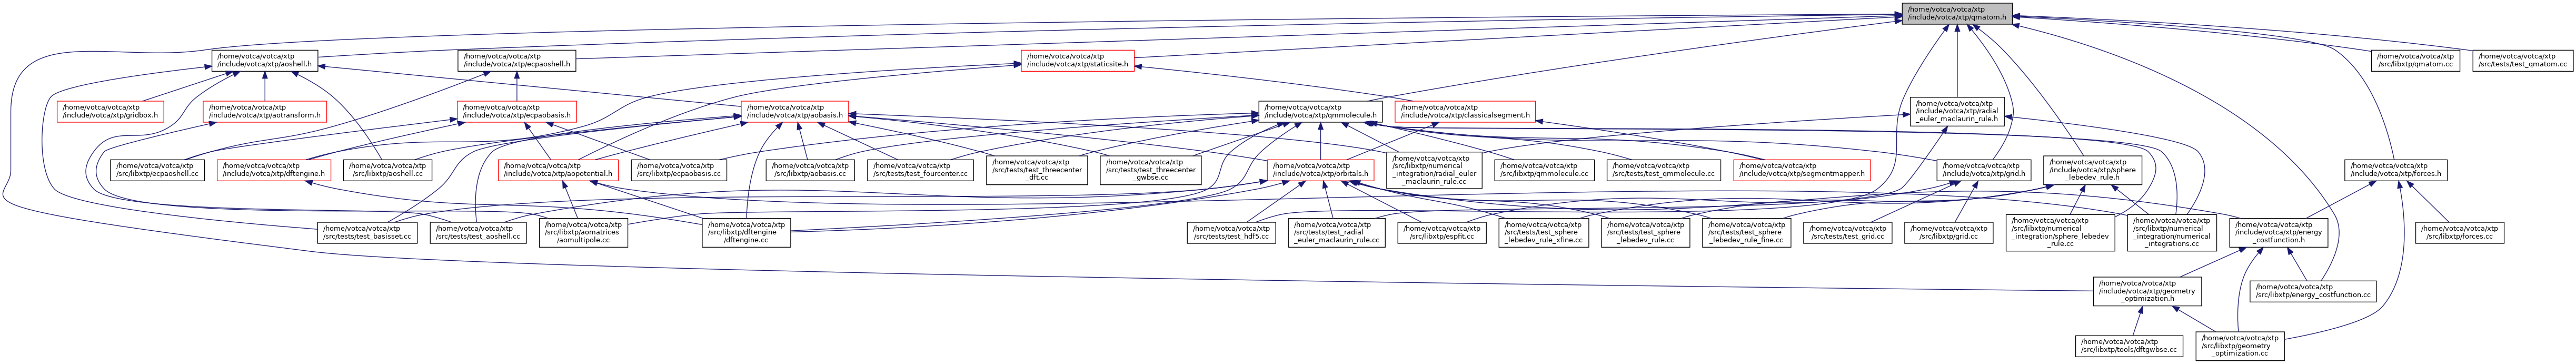 /home/votca/votca/xtp
/include/votca/xtp/qmatom.h
/home/votca/votca/xtp
/include/votca/xtp/aoshell.h
/home/votca/votca/xtp
/include/votca/xtp/ecpaoshell.h
/home/votca/votca/xtp
/include/votca/xtp/staticsite.h
/home/votca/votca/xtp
/src/libxtp/qmatom.cc
/home/votca/votca/xtp
/src/tests/test_qmatom.cc
/home/votca/votca/xtp
/include/votca/xtp/gridbox.h
/home/votca/votca/xtp
/include/votca/xtp/aotransform.h
/home/votca/votca/xtp
/include/votca/xtp/ecpaobasis.h
/home/votca/votca/xtp
/include/votca/xtp/aobasis.h
/home/votca/votca/xtp
/include/votca/xtp/qmmolecule.h
/home/votca/votca/xtp
/include/votca/xtp/classicalsegment.h
/home/votca/votca/xtp
/include/votca/xtp/radial
_euler_maclaurin_rule.h
/home/votca/votca/xtp
/src/libxtp/ecpaoshell.cc
/home/votca/votca/xtp
/include/votca/xtp/dftengine.h
/home/votca/votca/xtp
/src/libxtp/aoshell.cc
/home/votca/votca/xtp
/include/votca/xtp/aopotential.h
/home/votca/votca/xtp
/src/libxtp/ecpaobasis.cc
/home/votca/votca/xtp
/src/libxtp/aobasis.cc
/home/votca/votca/xtp
/src/tests/test_fourcenter.cc
/home/votca/votca/xtp
/src/tests/test_threecenter
_dft.cc
/home/votca/votca/xtp
/src/tests/test_threecenter
_gwbse.cc
/home/votca/votca/xtp
/include/votca/xtp/orbitals.h
/home/votca/votca/xtp
/src/libxtp/numerical
_integration/radial_euler
_maclaurin_rule.cc
/home/votca/votca/xtp
/src/libxtp/qmmolecule.cc
/home/votca/votca/xtp
/src/tests/test_qmmolecule.cc
/home/votca/votca/xtp
/include/votca/xtp/segmentmapper.h
/home/votca/votca/xtp
/include/votca/xtp/grid.h
/home/votca/votca/xtp
/include/votca/xtp/sphere
_lebedev_rule.h
/home/votca/votca/xtp
/include/votca/xtp/forces.h
/home/votca/votca/xtp
/src/tests/test_basisset.cc
/home/votca/votca/xtp
/src/tests/test_aoshell.cc
/home/votca/votca/xtp
/src/libxtp/aomatrices
/aomultipole.cc
/home/votca/votca/xtp
/src/libxtp/dftengine
/dftengine.cc
/home/votca/votca/xtp
/src/tests/test_hdf5.cc
/home/votca/votca/xtp
/src/tests/test_radial
_euler_maclaurin_rule.cc
/home/votca/votca/xtp
/src/libxtp/espfit.cc
/home/votca/votca/xtp
/src/tests/test_sphere
_lebedev_rule_xfine.cc
/home/votca/votca/xtp
/src/tests/test_sphere
_lebedev_rule.cc
/home/votca/votca/xtp
/src/tests/test_sphere
_lebedev_rule_fine.cc
/home/votca/votca/xtp
/src/tests/test_grid.cc
/home/votca/votca/xtp
/src/libxtp/grid.cc
/home/votca/votca/xtp
/src/libxtp/numerical
_integration/sphere_lebedev
_rule.cc
/home/votca/votca/xtp
/src/libxtp/numerical
_integration/numerical
_integrations.cc
/home/votca/votca/xtp
/include/votca/xtp/energy
_costfunction.h
/home/votca/votca/xtp
/src/libxtp/forces.cc
/home/votca/votca/xtp
/include/votca/xtp/geometry
_optimization.h
/home/votca/votca/xtp
/src/libxtp/energy_costfunction.cc
/home/votca/votca/xtp
/src/libxtp/tools/dftgwbse.cc
/home/votca/votca/xtp
/src/libxtp/geometry
_optimization.cc